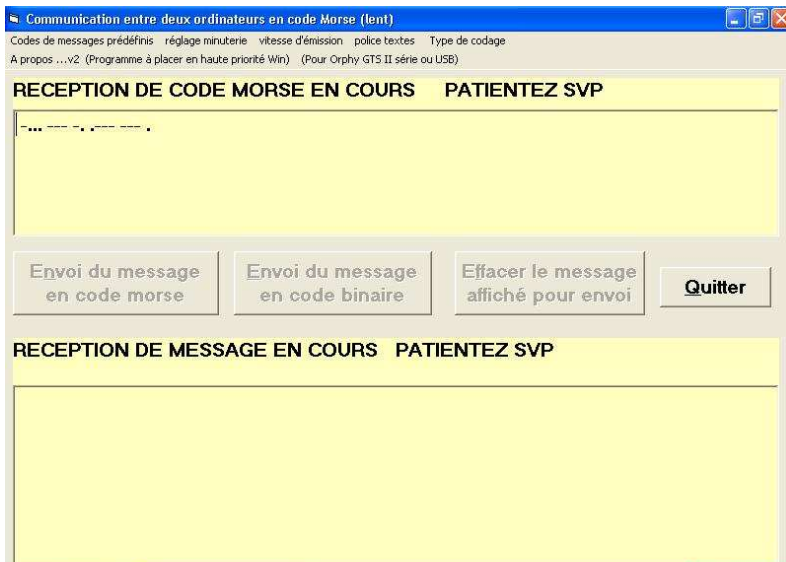 Communication entre deux ordinateurs en code Morse (lent)
Codes de messages prédéfinis réglage minuterie vitesse d'émission police textes Type de codage
A propos ...v2 (Programme à placer en haute priorité Win) (Pour Orphy GTS II série ou USB)
RECEPTION DE CODE MORSE EN COURS PATIENTEZ SVP
-... --- -. .--- --- .
Envoi du message
en code morse
Envoi du message
en code binaire
Effacer le message
affiché pour envoi
Quitter
RECEPTION DE MESSAGE EN COURS PATIENTEZ SVP